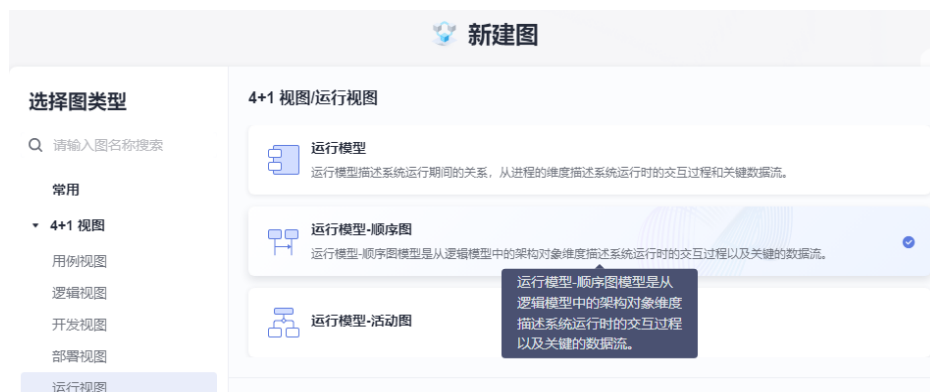 新建图
选择图类型
请输入图名称搜索
常用
4+1 视图
用例视图
逻辑视图
开发视图
部署视图
运行视图
4+1 视图/运行视图
运行模型
运行模型描述系统运行期间的关系，从进程的维度描述系统运行时的交互过程和关键数据流。
运行模型-顺序图
运行模型-顺序图模型是从逻辑模型中的架构对象维度描述系统运行时的交互过程以及关键的数据流。
运行模型-顺序图模型是从
逻辑模型中的架构对象维度
描述系统运行时的交互过程
以及关键的数据流。
运行模型-活动图